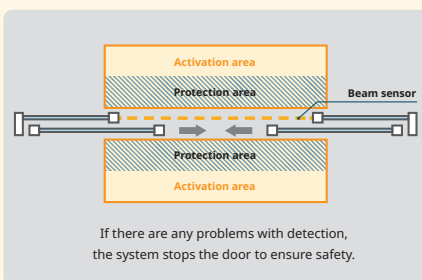 Activation area
Protection area
Beam sensor
Protection area
Activation area
If there are any problems with detection,
the system stops the door to ensure safety.